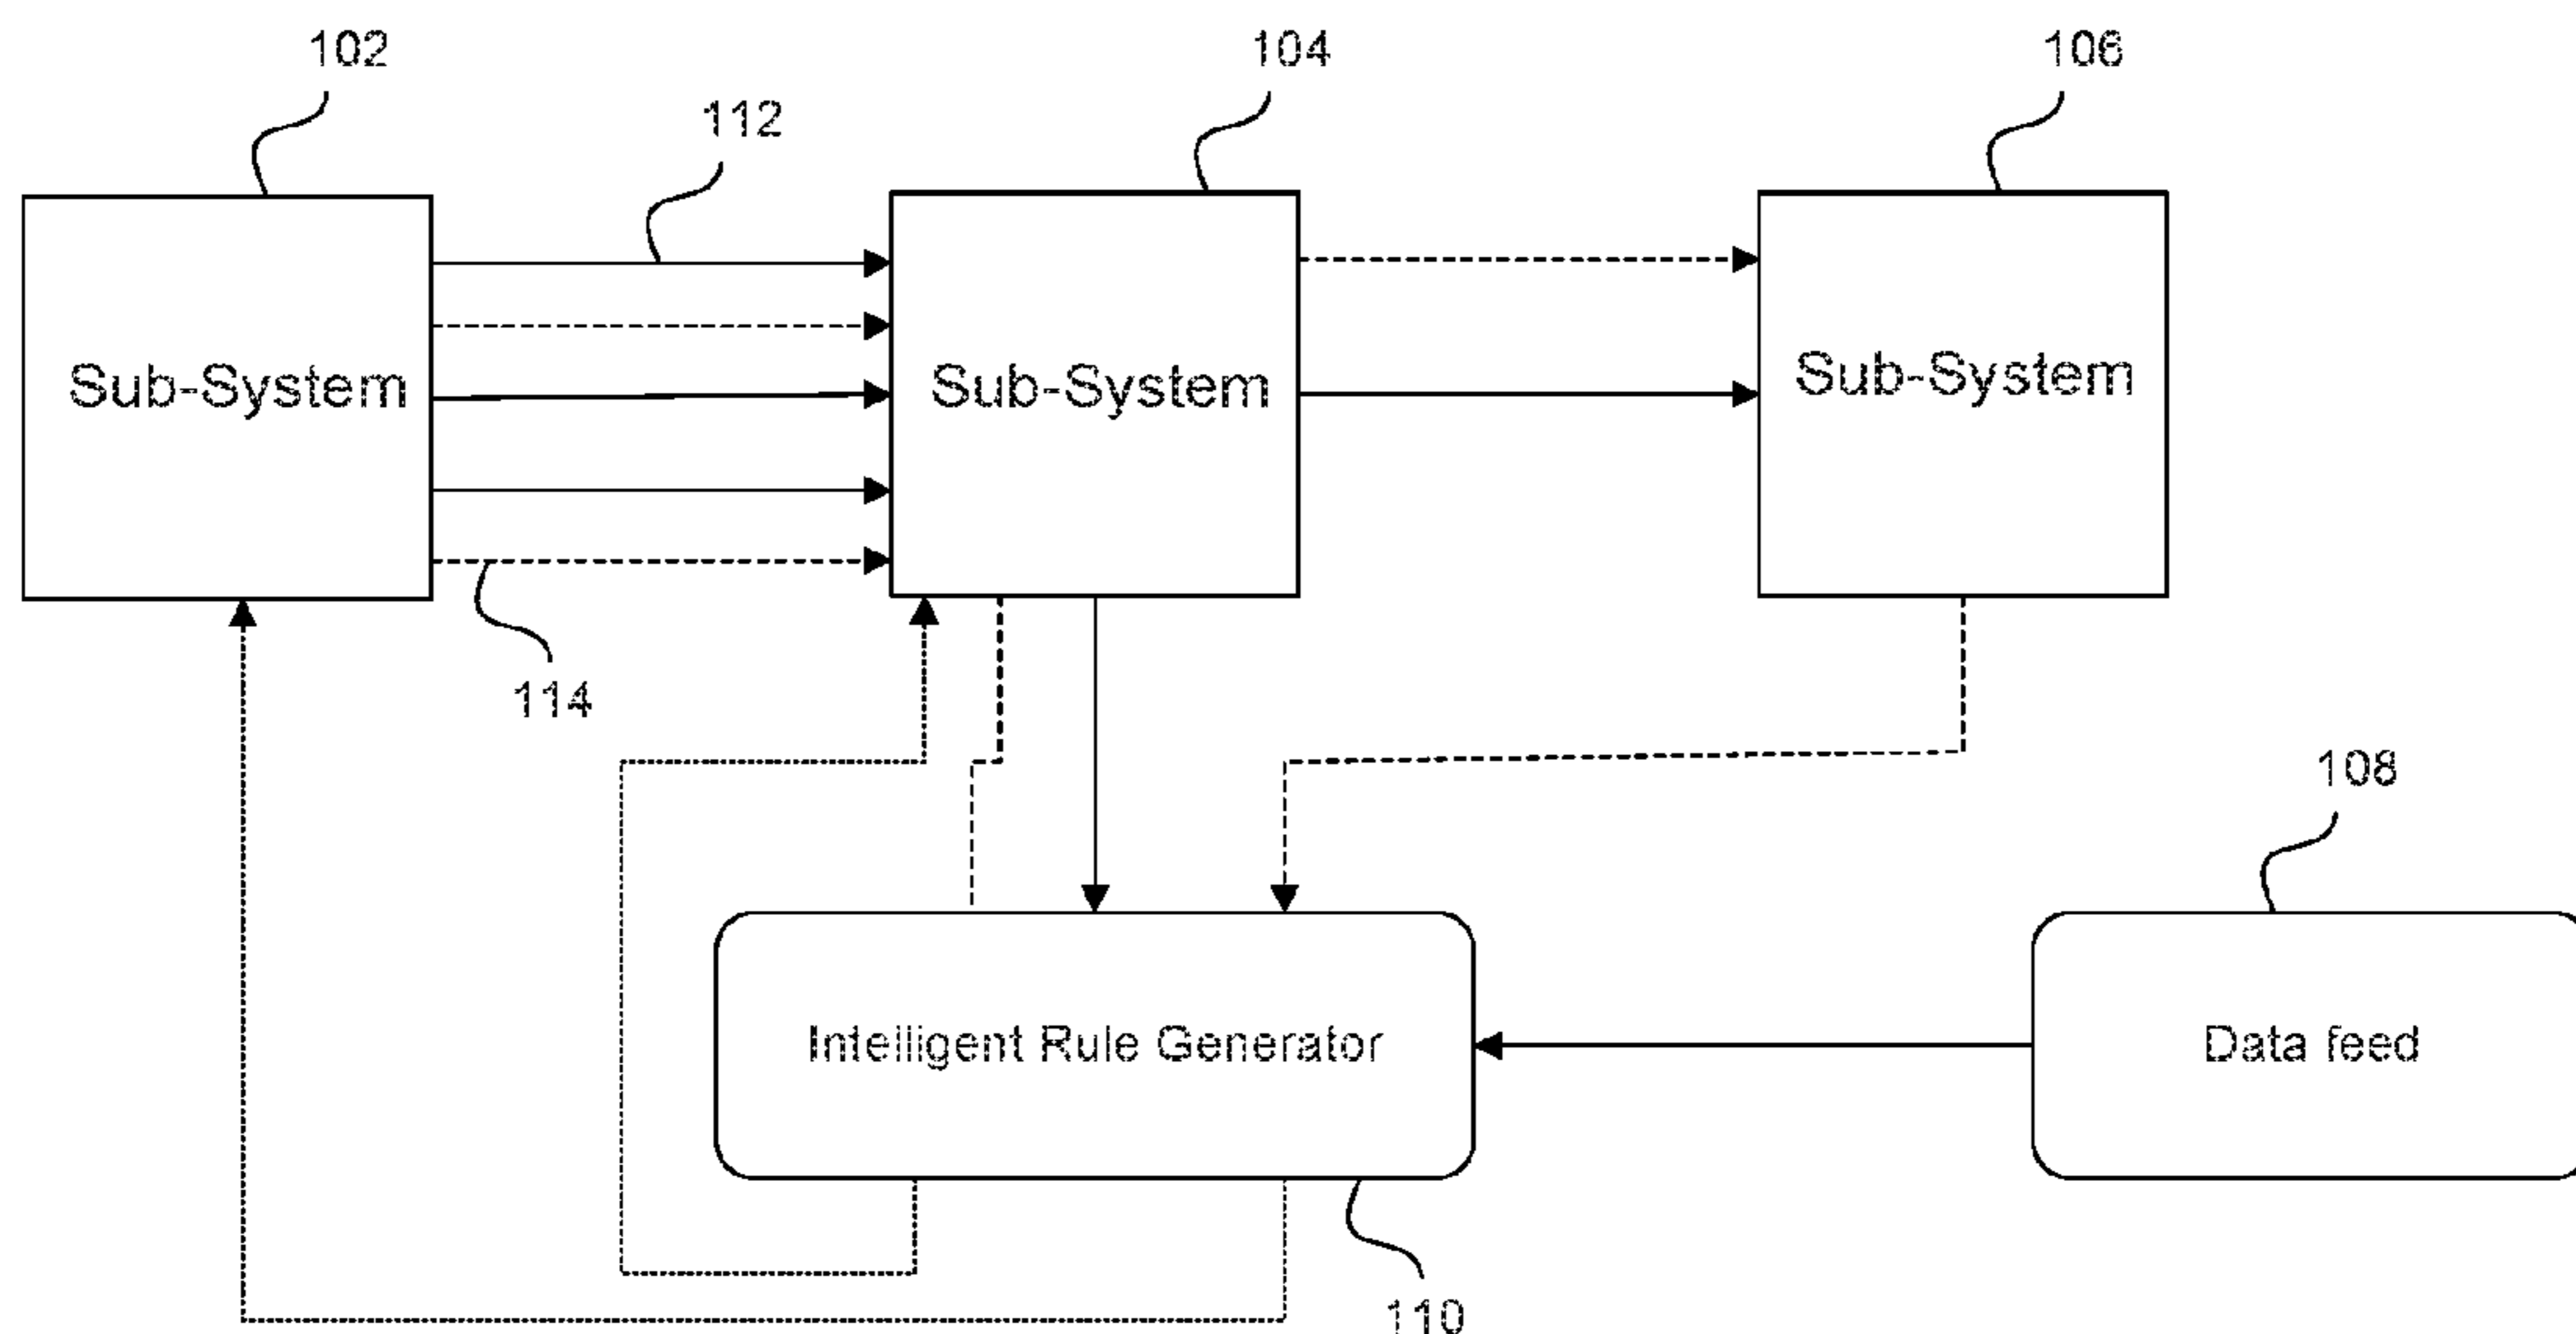 102
104
106
112
Sub-System
Sub-System
Sub-System
114
108
Intelligent Rule Generator
Data feed
110